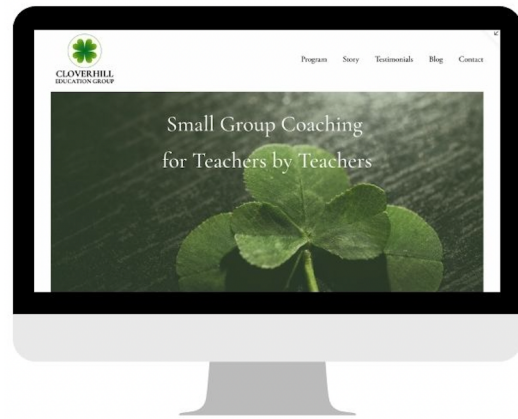 CLOVERHILL
EDUCATION GROUP
Program Story Testimonials Blog Contact
Small Group Coaching
for Teachers by Teachers